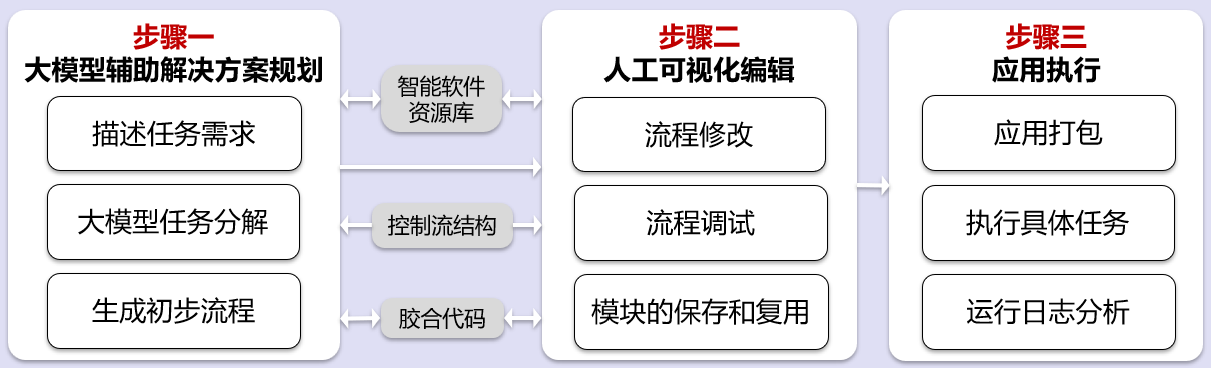 步骤一
大模型辅助解决方案规划
描述任务需求
大模型任务分解
生成初步流程
智能软件
资源库
控制流结构
胶合代码
步骤二
人工可视化编辑
流程修改
流程调试
模块的保存和复用
步骤三
应用执行
应用打包
执行具体任务
运行日志分析